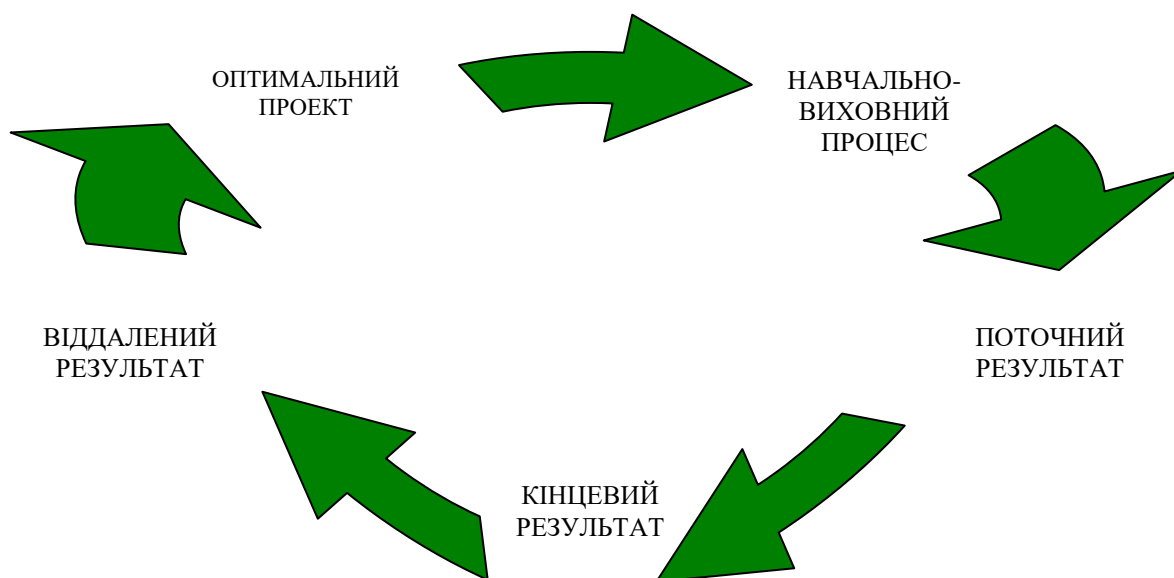 ОПТИМАЛЬНИЙ
ПРОЕКТ
НАВЧАЛЬНО-
ВИХОВНИЙ
ПРОЦЕС
ПОТОЧНИЙ
РЕЗУЛЬТАТ
КІНЦЕВИЙ
РЕЗУЛЬТАТ
ВІДДАЛЕНИЙ
РЕЗУЛЬТАТ